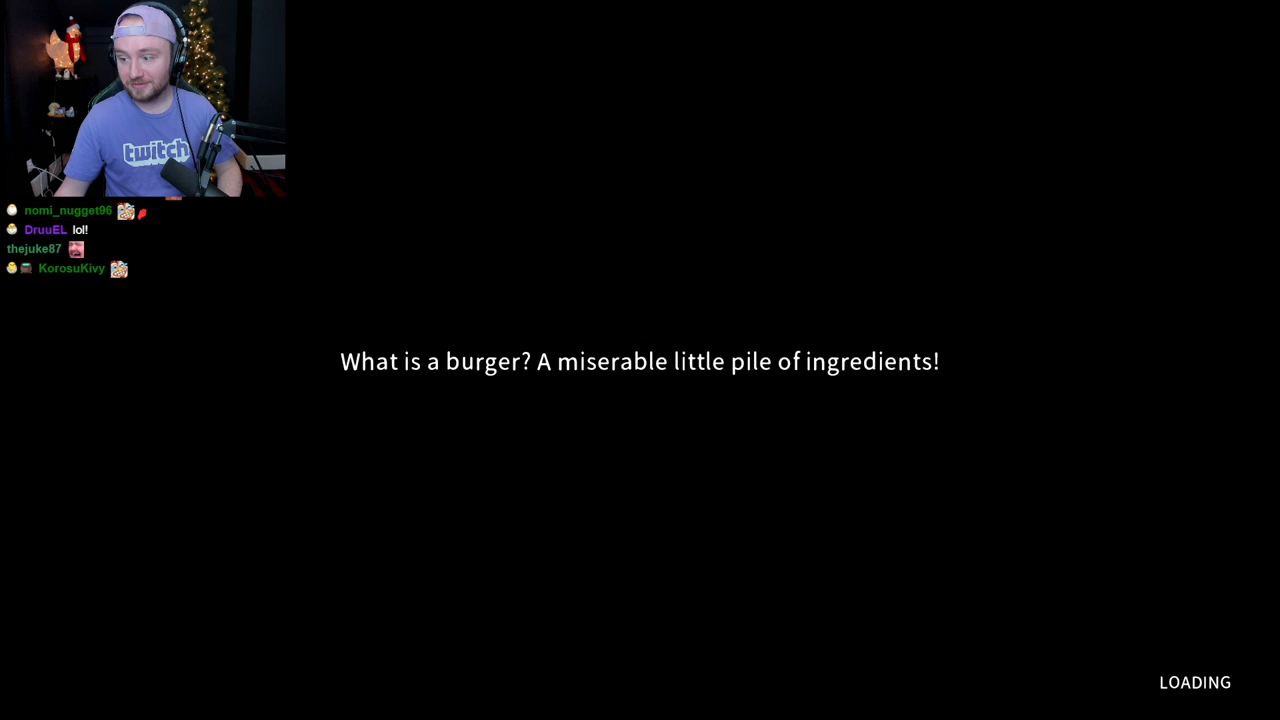 twitch
nomi_nugget96
DruuEL lol!
thejuke87
KorosuKivy
What is a burger? A miserable little pile of ingredients!
LOADING